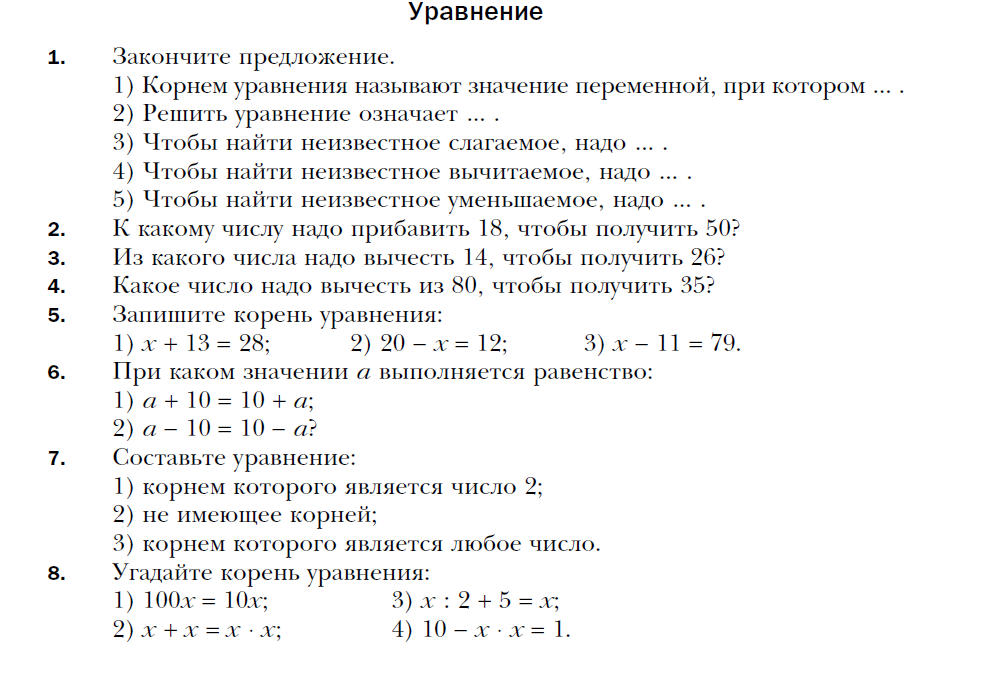 Уравнение
1. Закончите предложение.
1) Корнем уравнения называют значение переменной, при котором ... .
2) Решить уравнение означает ... .
3) Чтобы найти неизвестное слагаемое, надо ... .
4) Чтобы найти неизвестное вычитаемое, надо ... .
5) Чтобы найти неизвестное уменьшаемое, надо ... .
2. К какому числу надо прибавить 18, чтобы получить 50?
3. Из какого числа надо вычесть 14, чтобы получить 26?
4. Какое число надо вычесть из 80, чтобы получить 35?
5. Запишите корень уравнения:
1) x + 13 = 28; 2) 20 − x = 12; 3) x − 11 = 79.
6. При каком значении a выполняется равенство:
1) a + 10 = 10 + a;
2) a − 10 = 10 − a?
7. Составьте уравнение:
1) корнем которого является число 2;
2) не имеющее корней;
3) корнем которого является любое число.
8. Угадайте корень уравнения:
1) 100x = 10x; 3) x : 2 + 5 = x;
2) x + x = x · x; 4) 10 − x · x = 1.